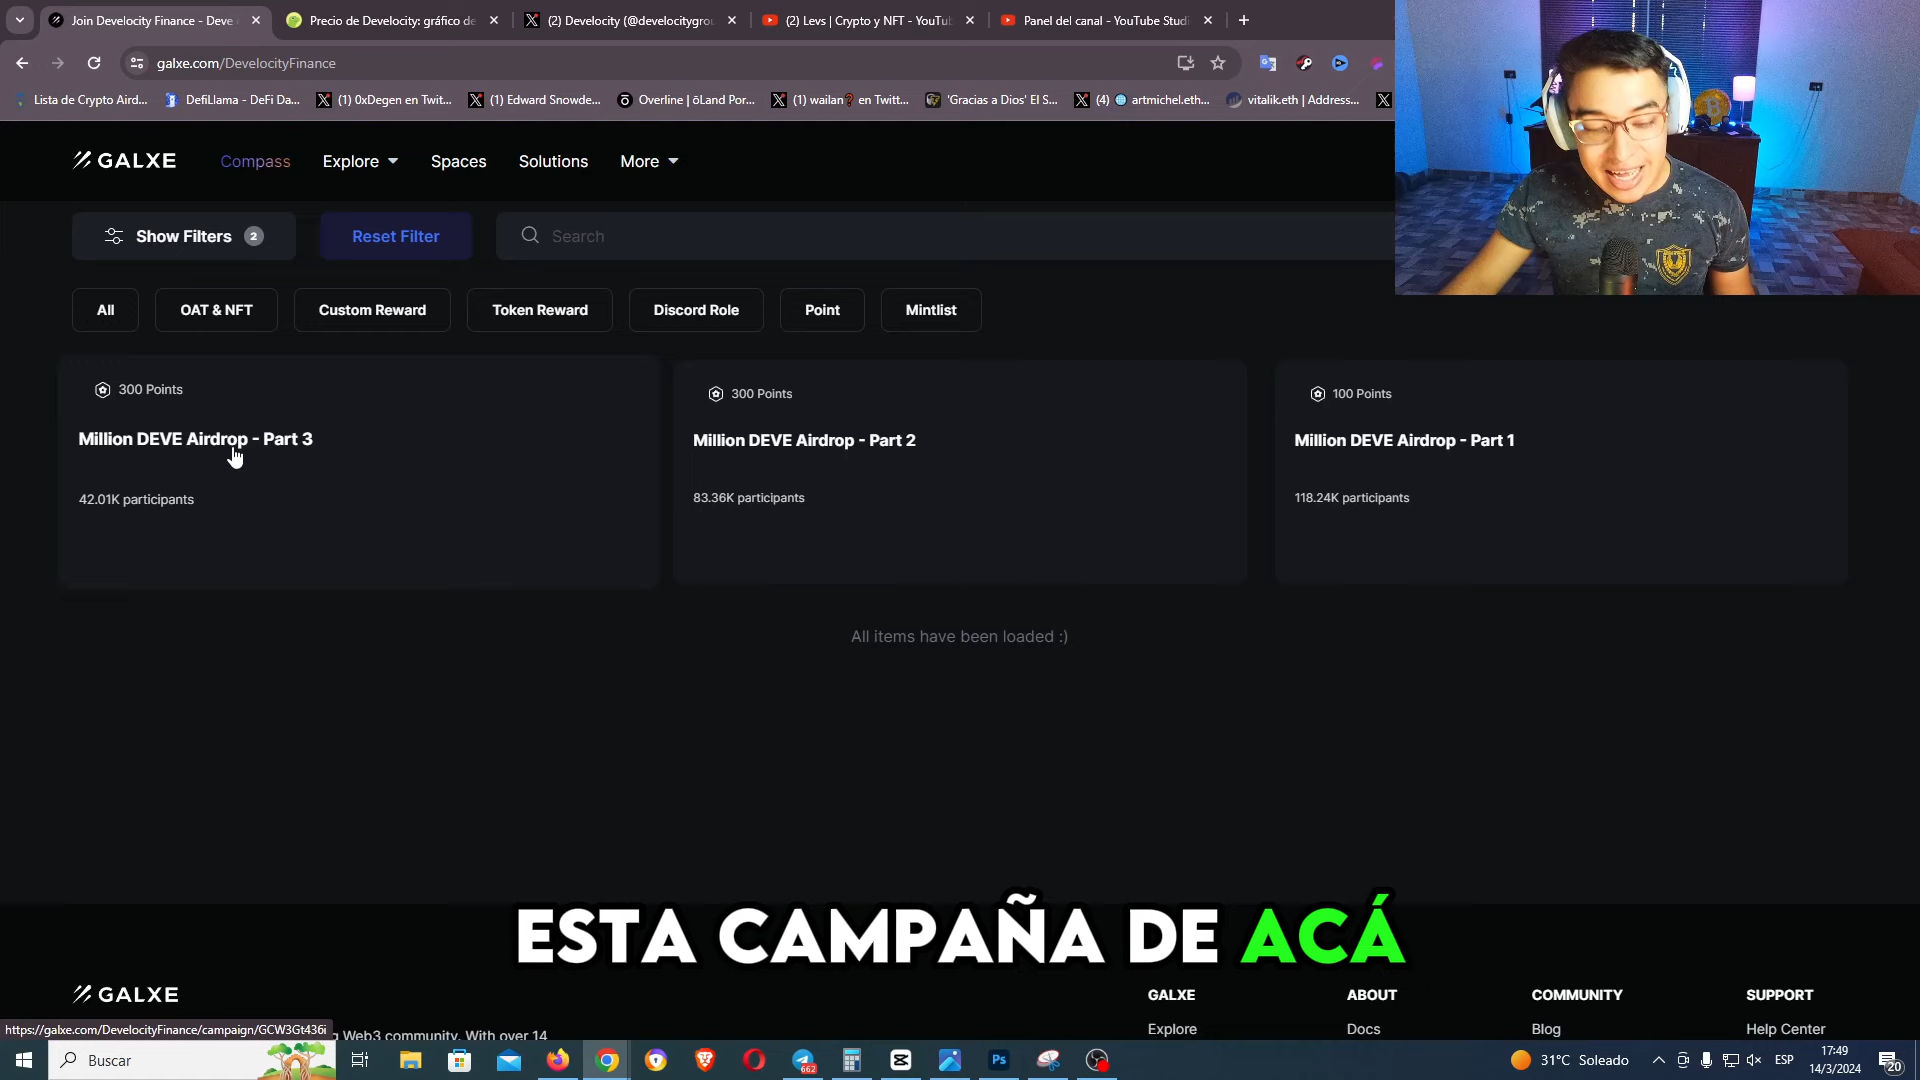 Join Develocity Finance - Deve
Precio de Develocity: gráfico de
(2) Develocity (@develocitygrou
(2) Levs | Crypto y NFT - YouTu
Panel del canal - YouTube Studi
galxe.com/DevelocityFinance
Lista de Crypto Aird...
DefiLlama - DeFi Da...
(1) 0xDegen en Twit...
(1) Edward Snowde...
Overline | ōLand Por...
(1) wailan❓ en Twitt...
'Gracias a Dios' El S...
(4) 🌐 artmichel.eth...
vitalik.eth | Address...
GALXE
Compass
Explore
Spaces
Solutions
More
Show Filters 2
Reset Filter
Search
All
OAT & NFT
Custom Reward
Token Reward
Discord Role
Point
Mintlist
300 Points
Million DEVE Airdrop - Part 3
42.01K participants
300 Points
Million DEVE Airdrop - Part 2
83.36K participants
100 Points
Million DEVE Airdrop - Part 1
118.24K participants
All items have been loaded :)
ESTA CAMPAÑA DE ACÁ
GALXE
GALXE
ABOUT
COMMUNITY
SUPPORT
https://galxe.com/DevelocityFinance/campaign/GCW3Gt436i
Web3 community. With over 14
Explore
Docs
Blog
Help Center
Buscar
662
Ps
31°C Soleado
ESP
17:49
14/3/2024
20